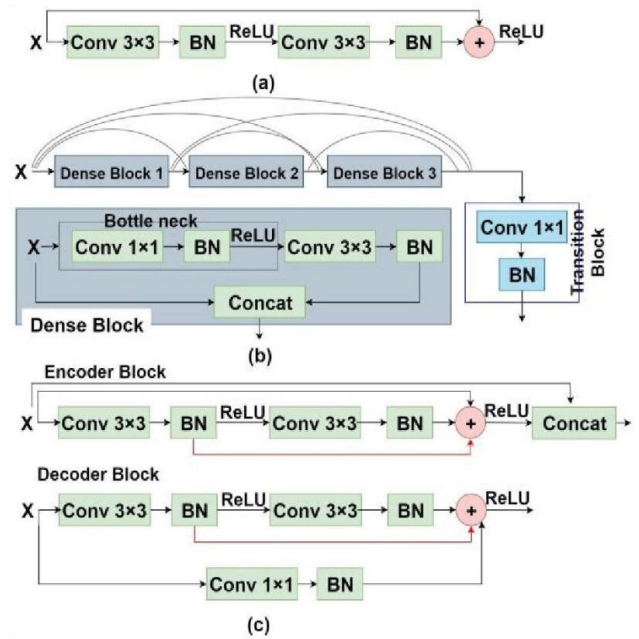 X Conv 3×3 BN ReLU Conv 3×3 BN + ReLU
(a)
X Dense Block 1 Dense Block 2 Dense Block 3
Bottle neck
X Conv 1×1 BN ReLU Conv 3×3 BN
Concat
Dense Block
Conv 1×1
BN
Transition
Block
(b)
Encoder Block
X Conv 3×3 BN ReLU Conv 3×3 BN + ReLU Concat
Decoder Block
X Conv 3×3 BN ReLU Conv 3×3 BN + ReLU
Conv 1×1 BN
(c)